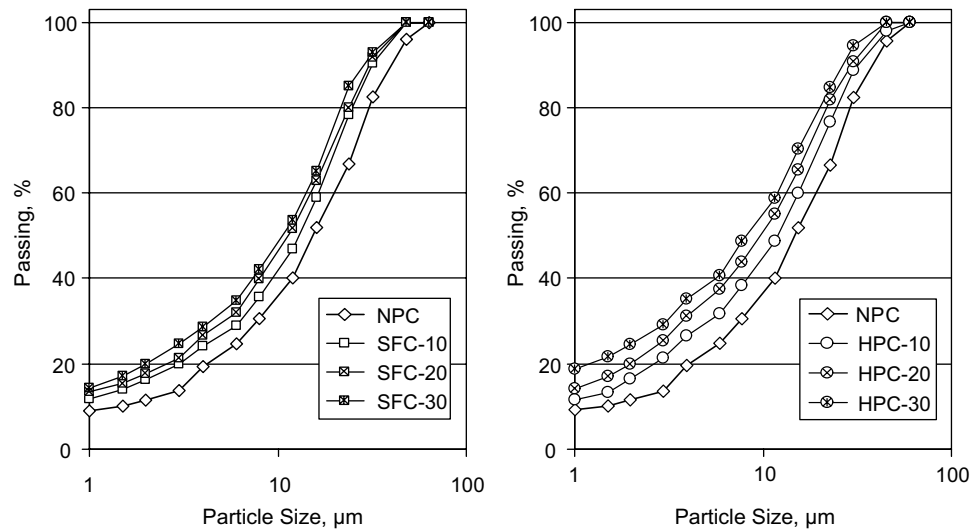 100
80
60
40
20
0
Passing, %
1
10
100
Particle Size, μm
NPC
SFC-10
SFC-20
SFC-30
100
80
60
40
20
0
Passing, %
1
10
100
Particle Size, μm
NPC
HPC-10
HPC-20
HPC-30